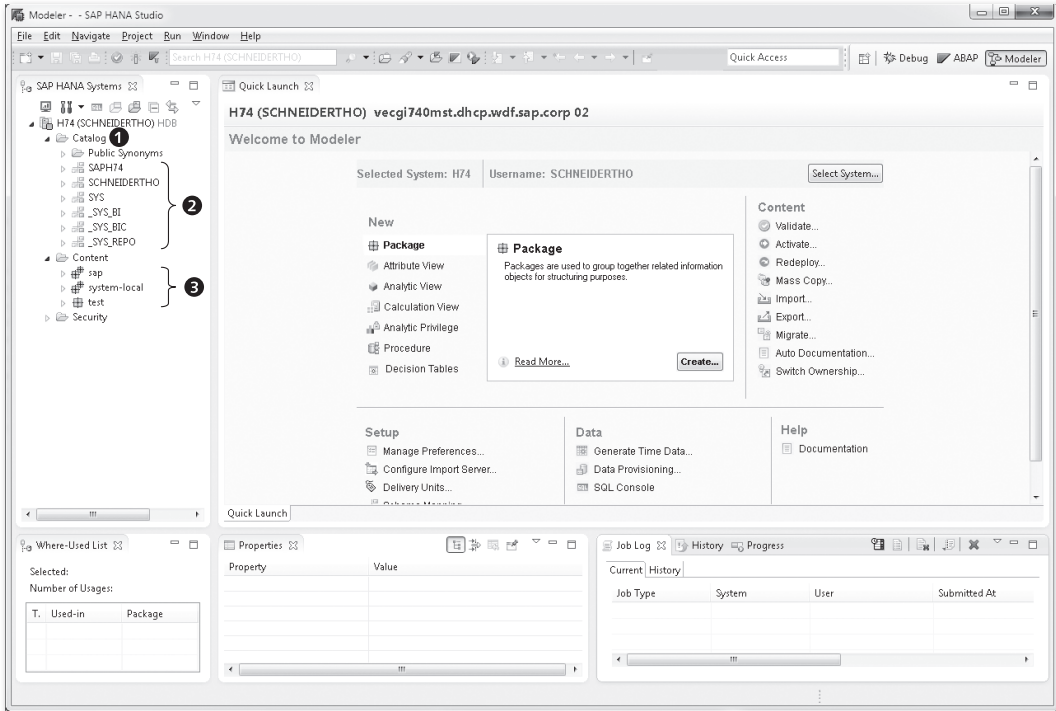 Modeler - - SAP HANA Studio
File Edit Navigate Project Run Window Help
Search H74 (SCHNEIDERTHO)
Quick Access
Debug
ABAP
Modeler
SAP HANA Systems
H74 (SCHNEIDERTHO) HDB
Catalog 1
Public Synonyms
SAPH74
SCHNEIDERTHO
SYS
_SYS_BI
_SYS_BIC
_SYS_REPO
2
Content
sap
system-local
test
3
Security
Quick Launch
H74 (SCHNEIDERTHO) vecgi740mst.dhcp.wdf.sap.corp 02
Welcome to Modeler
Selected System: H74
Username: SCHNEIDERTHO
Select System...
New
Package
Attribute View
Analytic View
Calculation View
Analytic Privilege
Procedure
Decision Tables
Package
Packages are used to group together related information
objects for structuring purposes.
Read More...
Create...
Content
Validate...
Activate...
Redeploy...
Mass Copy...
Import...
Export...
Migrate...
Auto Documentation...
Switch Ownership...
Setup
Manage Preferences...
Configure Import Server...
Delivery Units...
Data
Generate Time Data...
Data Provisioning...
SQL Console
Help
Documentation
Quick Launch
Where-Used List
Selected:
Number of Usages:
T. Used-in Package
Properties
Property Value
Job Log
History
Progress
Current History
Job Type System User Submitted At